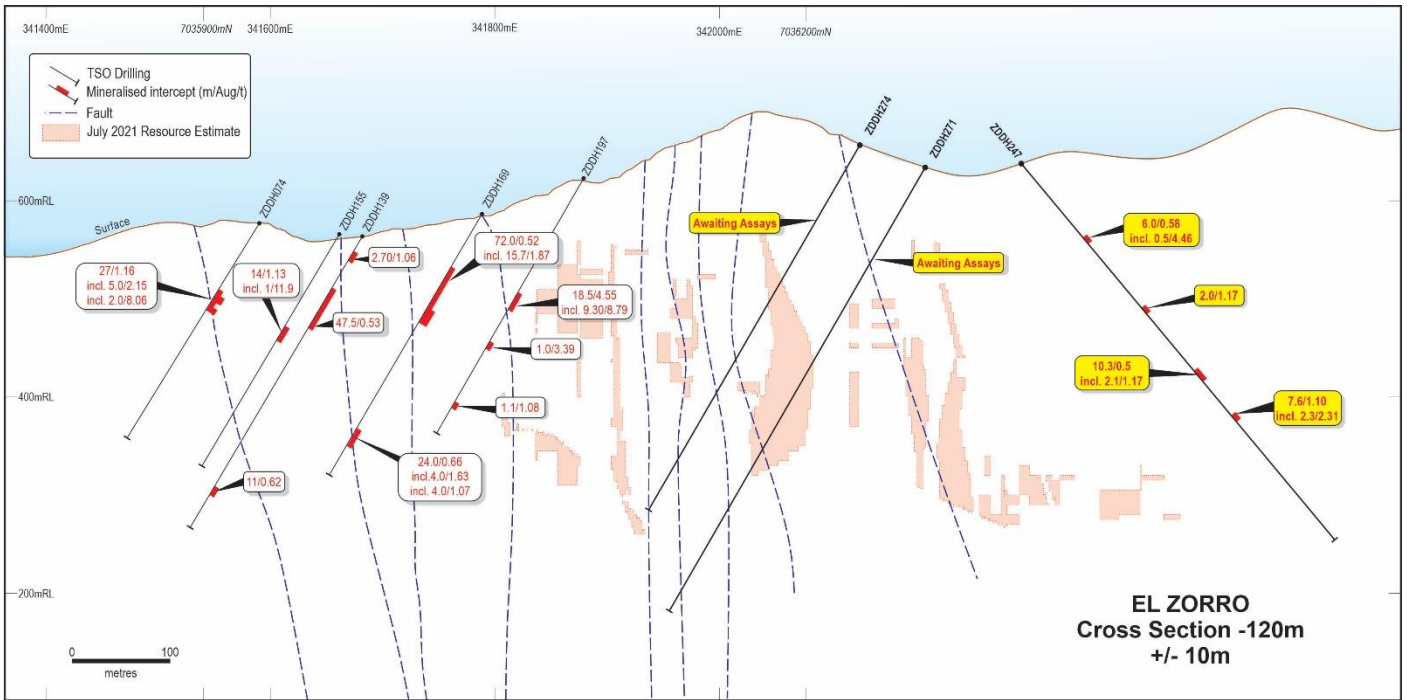 341400mE
7035900mN
341600mE
341800mE
342000mE
7036200mN
TSO Drilling
Mineralised intercept (m/Aug/t)
Fault
July 2021 Resource Estimate
ZDDH074
ZDDH155
ZDDH139
ZDDH169
ZDDH197
ZDDH274
ZDDH271
ZDDH247
600mRL
Surface
27/1.16
incl. 5.0/2.15
incl. 2.0/8.06
14/1.13
incl. 1/11.9
2.70/1.06
47.5/0.53
72.0/0.52
incl. 15.7/1.87
18.5/4.55
incl. 9.30/8.79
1.0/3.39
1.1/1.08
Awaiting Assays
Awaiting Assays
6.0/0.58
incl. 0.5/4.46
2.0/1.17
10.3/0.5
incl. 2.1/1.17
7.6/1.10
incl. 2.3/2.31
400mRL
24.0/0.66
incl.4.0/1.63
incl. 4.0/1.07
11/0.62
200mRL
0 100
metres
EL ZORRO
Cross Section -120m
+/- 10m